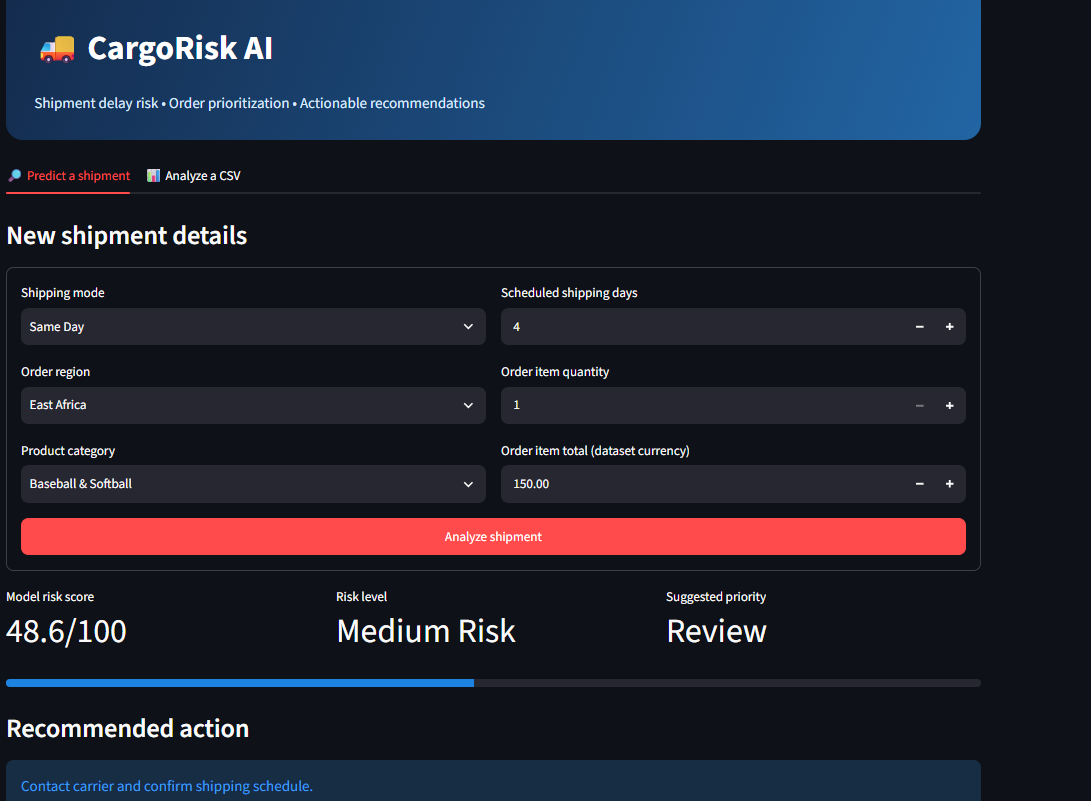 CargoRisk AI
Shipment delay risk • Order prioritization • Actionable recommendations
Predict a shipment
Analyze a CSV
New shipment details
Shipping mode
Same Day
Scheduled shipping days
4
Order region
East Africa
Order item quantity
1
Product category
Baseball & Softball
Order item total (dataset currency)
150.00
Analyze shipment
Model risk score
48.6/100
Risk level
Medium Risk
Suggested priority
Review
Recommended action
Contact carrier and confirm shipping schedule.